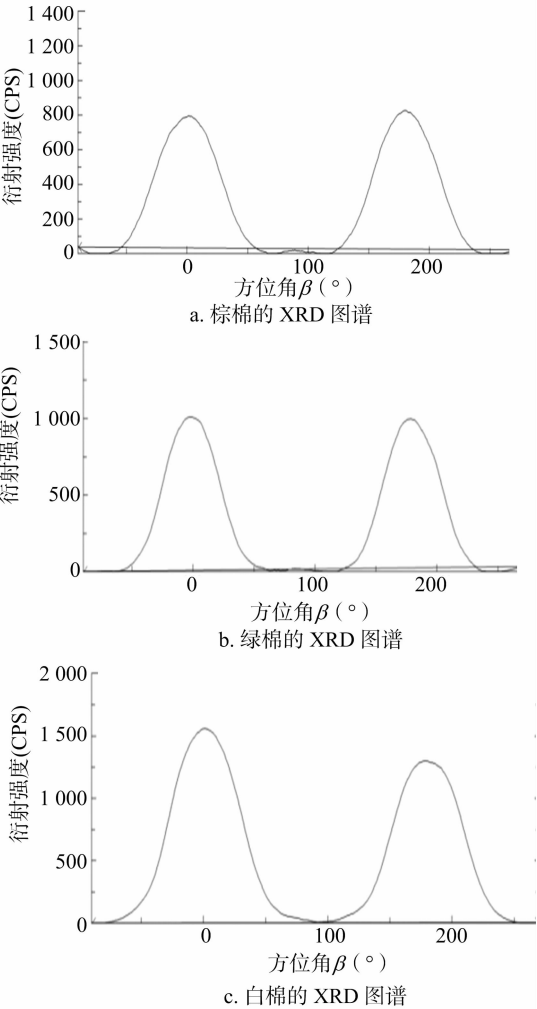 1 400
1 200
1 000
800
600
400
200
0
衍射强度(CPS)
0 100 200
方位角β（°）
a. 棕棉的 XRD 图谱
1 500
1 000
500
0
衍射强度(CPS)
0 100 200
方位角β（°）
b. 绿棉的 XRD 图谱
2 000
1 500
1 000
500
0
衍射强度(CPS)
0 100 200
方位角β（°）
c. 白棉的 XRD 图谱